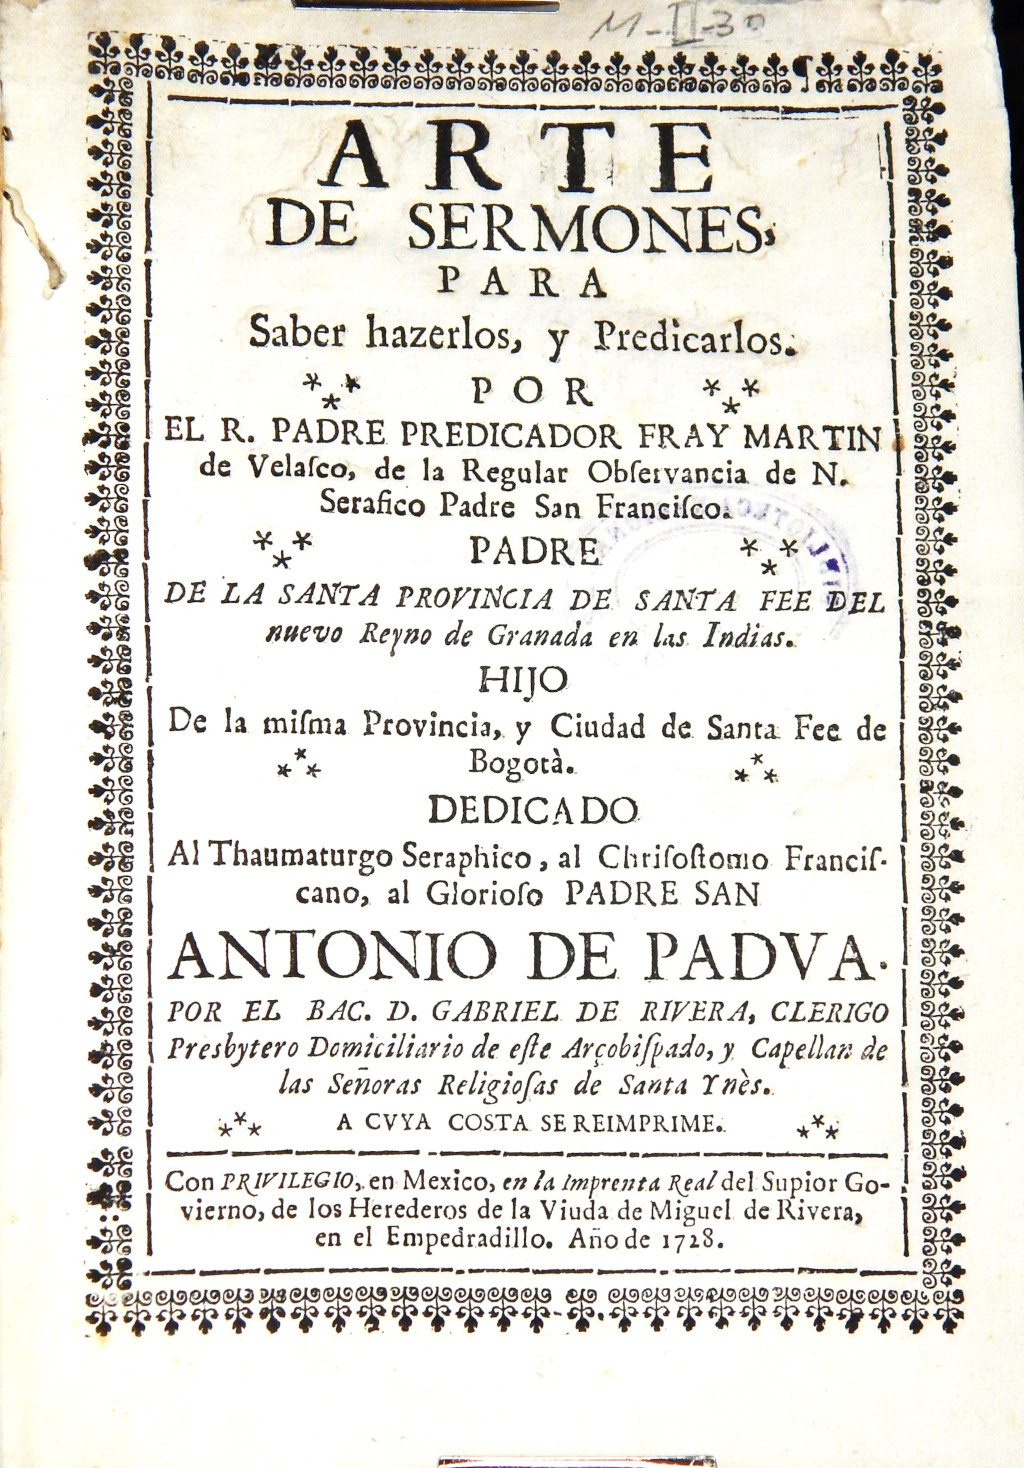 M-II-30
ARTE
DE SERMONES,
PARA
Saber hazerlos, y Predicarlos.
POR
EL R. PADRE PREDICADOR FRAY MARTIN
de Velaſco, de la Regular Obſervancia de N.
Serafico Padre San Franciſco.
PADRE
DE LA SANTA PROVINCIA DE SANTA FEE DEL
nuevo Reyno de Granada en las Indias.
HIJO
De la miſma Provincia, y Ciudad de Santa Fee de
Bogotà.
DEDICADO
Al Thaumaturgo Seraphico, al Chriſoſtomo Franciſ-
cano, al Glorioſo PADRE SAN
ANTONIO DE PADVA.
POR EL BAC. D. GABRIEL DE RIVERA, CLERIGO
Presbytero Domiciliario de eſte Arçobiſpado, y Capellan de
las Señoras Religioſas de Santa Ynès.
A CVYA COSTA SE REIMPRIME.
Con PRIVILEGIO, en Mexico, en la Imprenta Real del Supior Go-
vierno, de los Herederos de la Viuda de Miguel de Rivera,
en el Empedradillo. Año de 1728.